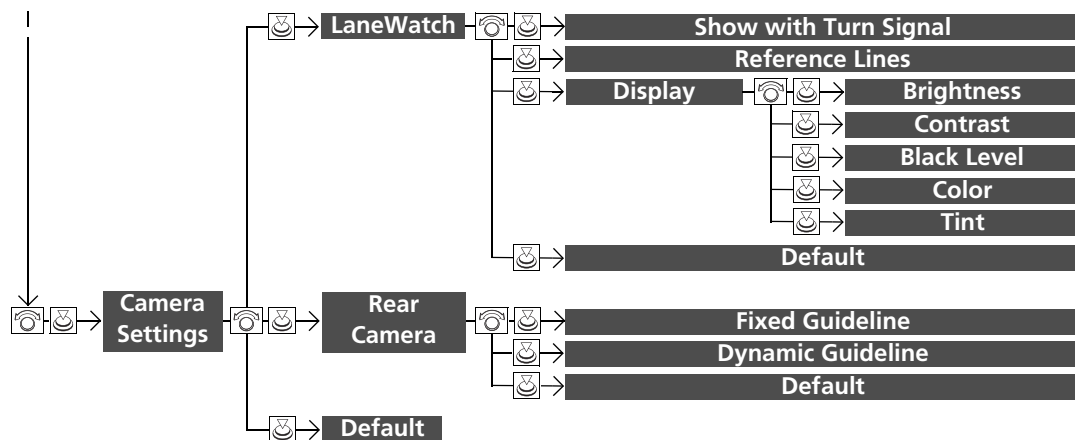 LaneWatch
Show with Turn Signal
Reference Lines
Display
Brightness
Contrast
Black Level
Color
Tint
Default
Camera
Settings
Rear
Camera
Fixed Guideline
Dynamic Guideline
Default
Default